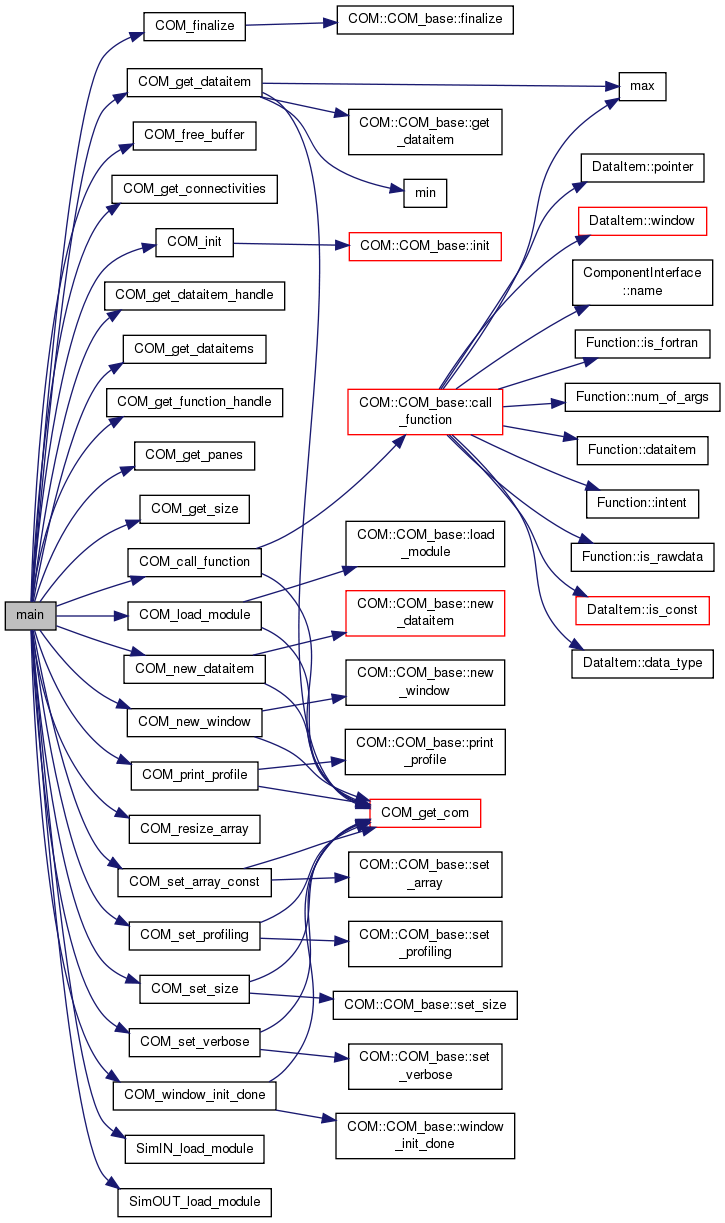 main
COM_finalize
COM_get_dataitem
COM_free_buffer
COM_get_connectivities
COM_init
COM_get_dataitem_handle
COM_get_dataitems
COM_get_function_handle
COM_get_panes
COM_get_size
COM_call_function
COM_load_module
COM_new_dataitem
COM_new_window
COM_print_profile
COM_resize_array
COM_set_array_const
COM_set_profiling
COM_set_size
COM_set_verbose
COM_window_init_done
SimIN_load_module
SimOUT_load_module
COM::COM_base::finalize
COM::COM_base::get
_dataitem
min
COM::COM_base::init
COM::COM_base::call
_function
COM::COM_base::load
_module
COM::COM_base::new
_dataitem
COM::COM_base::new
_window
COM::COM_base::print
_profile
COM_get_com
COM::COM_base::set
_array
COM::COM_base::set
_profiling
COM::COM_base::set_size
COM::COM_base::set
_verbose
COM::COM_base::window
_init_done
max
DataItem::pointer
DataItem::window
ComponentInterface
::name
Function::is_fortran
Function::num_of_args
Function::dataitem
Function::intent
Function::is_rawdata
DataItem::is_const
DataItem::data_type